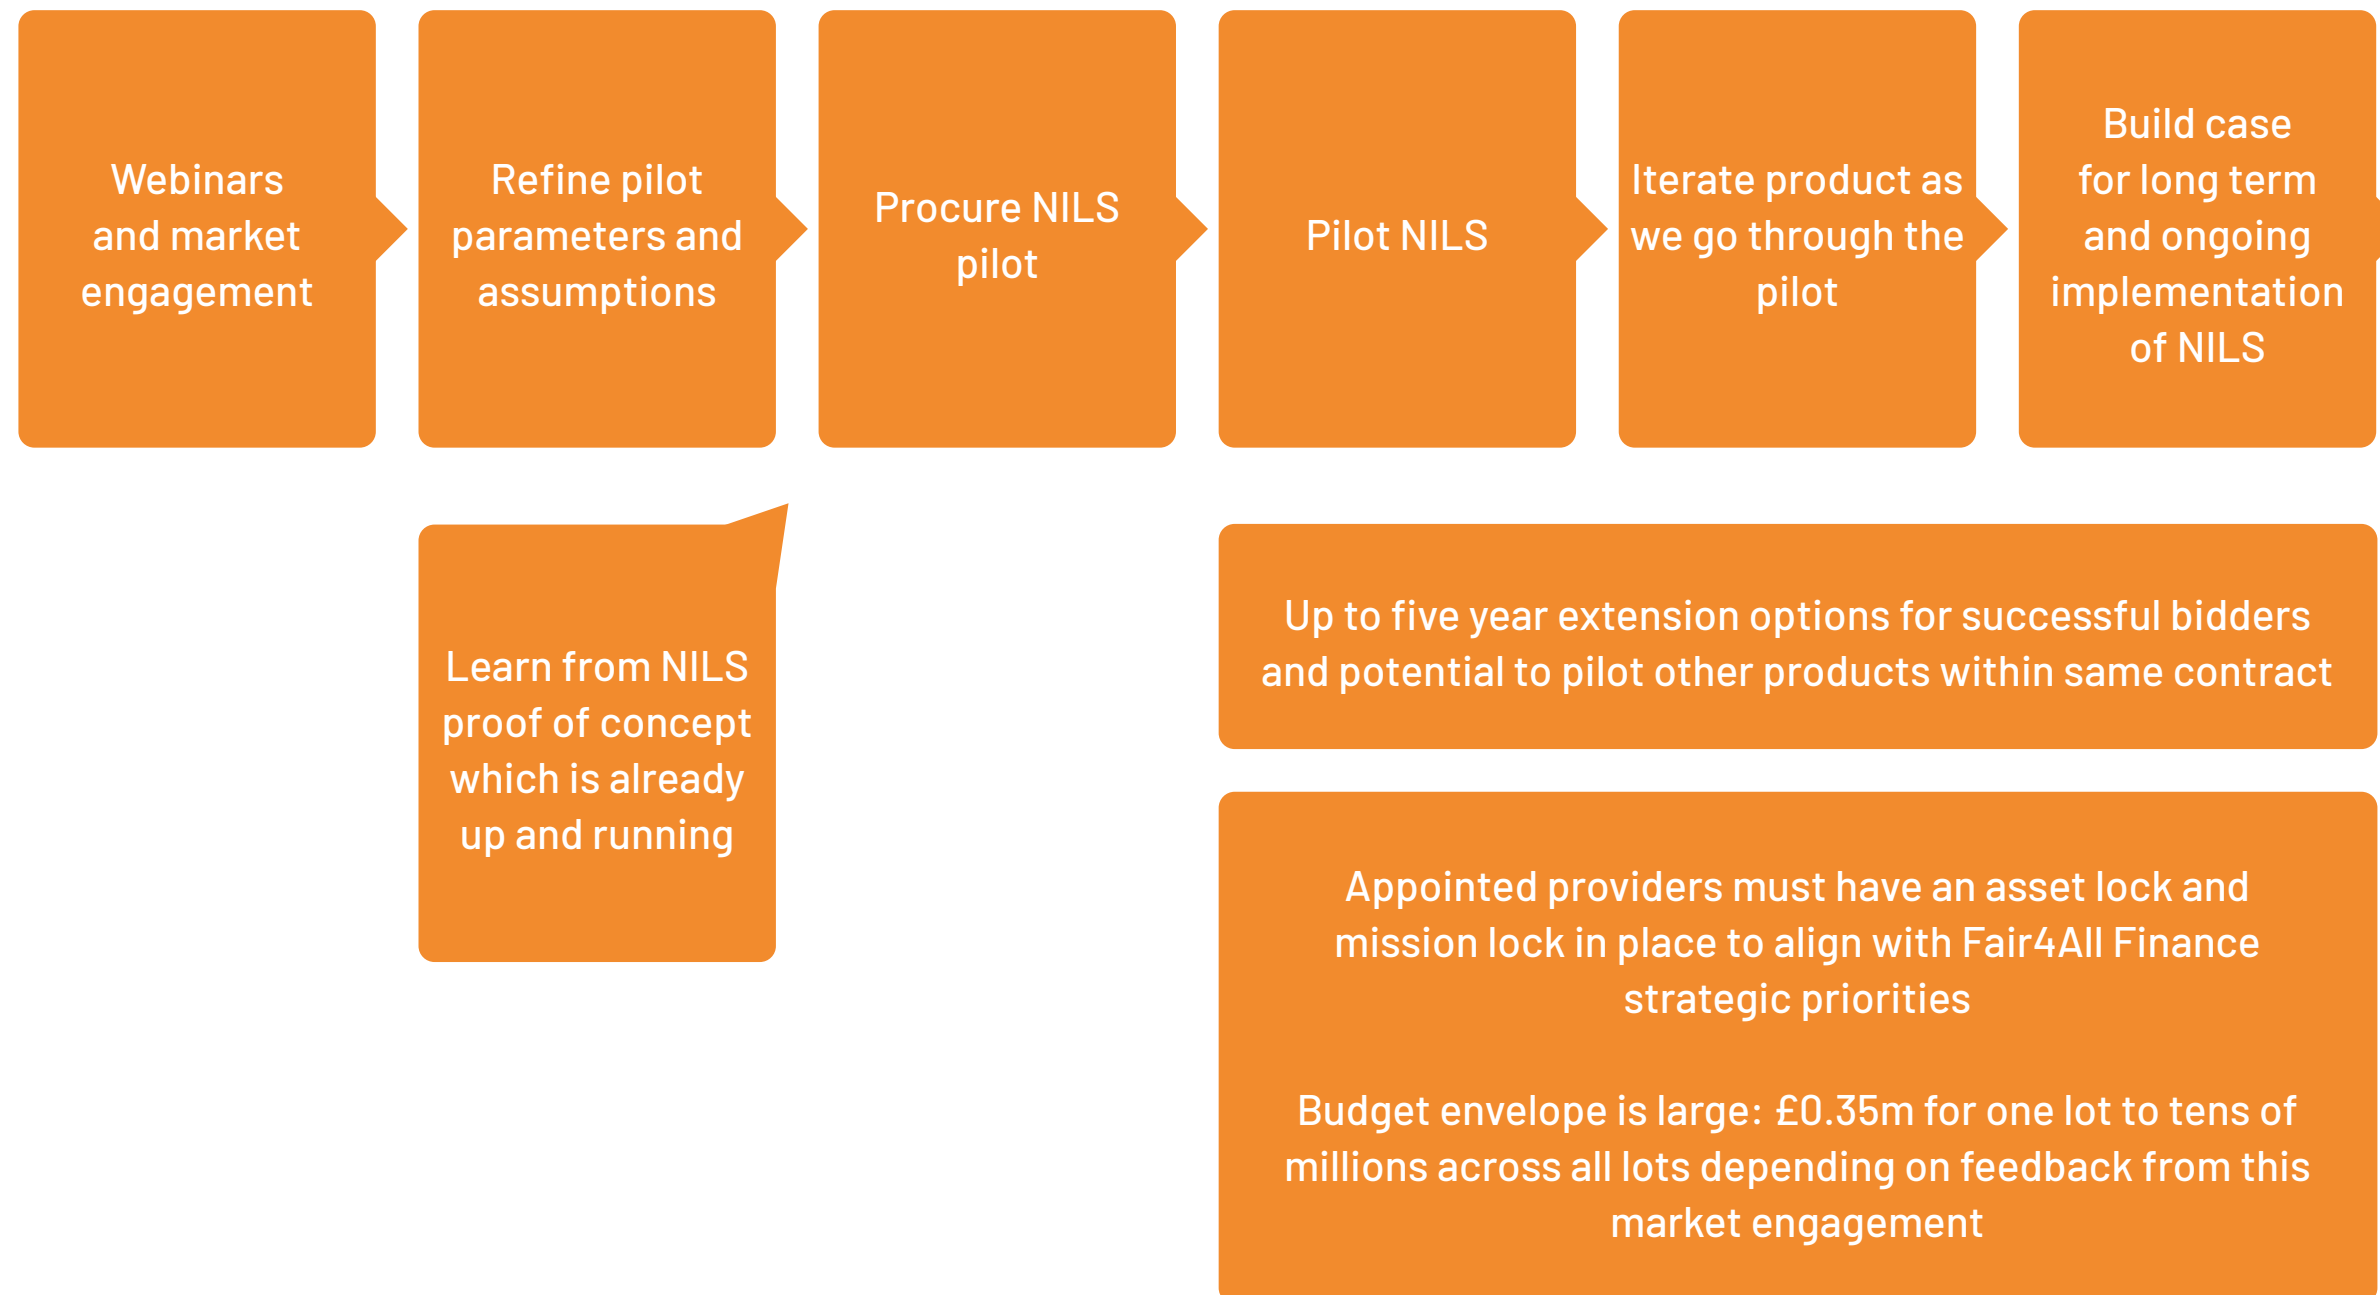 Webinars
and market
engagement
Refine pilot
parameters and
assumptions
Procure NILS
pilot
Pilot NILS
Iterate product as
we go through the
pilot
Build case
for long term
and ongoing
implementation
of NILS
Learn from NILS
proof of concept
which is already
up and running
Up to five year extension options for successful bidders
and potential to pilot other products within same contract
Appointed providers must have an asset lock and
mission lock in place to align with Fair4All Finance
strategic priorities
Budget envelope is large: £0.35m for one lot to tens of
millions across all lots depending on feedback from this
market engagement